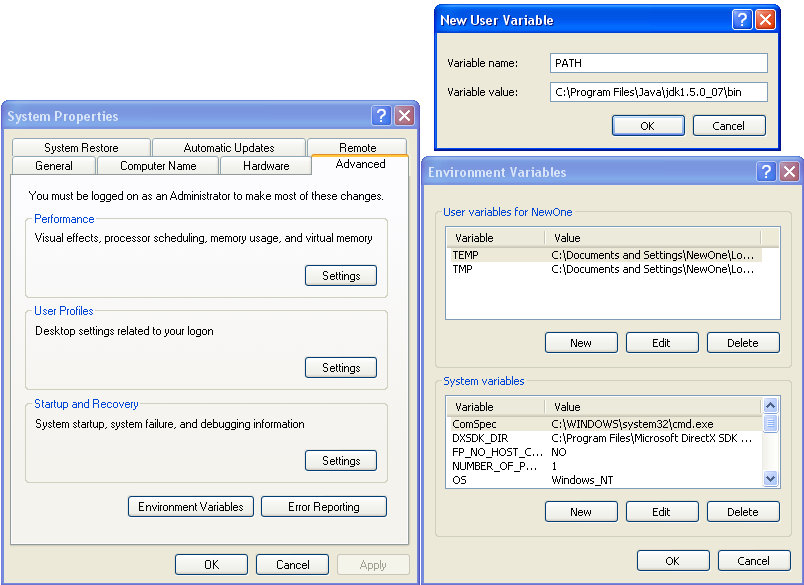 New User Variable
Variable name: PATH
Variable value: C:\Program Files\Java\jdk1.5.0_07\bin
OK Cancel
System Properties
System Restore Automatic Updates Remote
General Computer Name Hardware Advanced
You must be logged on as an Administrator to make most of these changes.
Performance
Visual effects, processor scheduling, memory usage, and virtual memory
Settings
User Profiles
Desktop settings related to your logon
Settings
Startup and Recovery
System startup, system failure, and debugging information
Settings
Environment Variables Error Reporting
OK Cancel Apply
Environment Variables
User variables for NewOne
Variable Value
TEMP C:\Documents and Settings\NewOne\Lo...
TMP C:\Documents and Settings\NewOne\Lo...
New Edit Delete
System variables
Variable Value
ComSpec C:\WINDOWS\system32\cmd.exe
DXSDK_DIR C:\Program Files\Microsoft DirectX SDK ...
FP_NO_HOST_C... NO
NUMBER_OF_P... 1
OS Windows_NT
New Edit Delete
OK Cancel